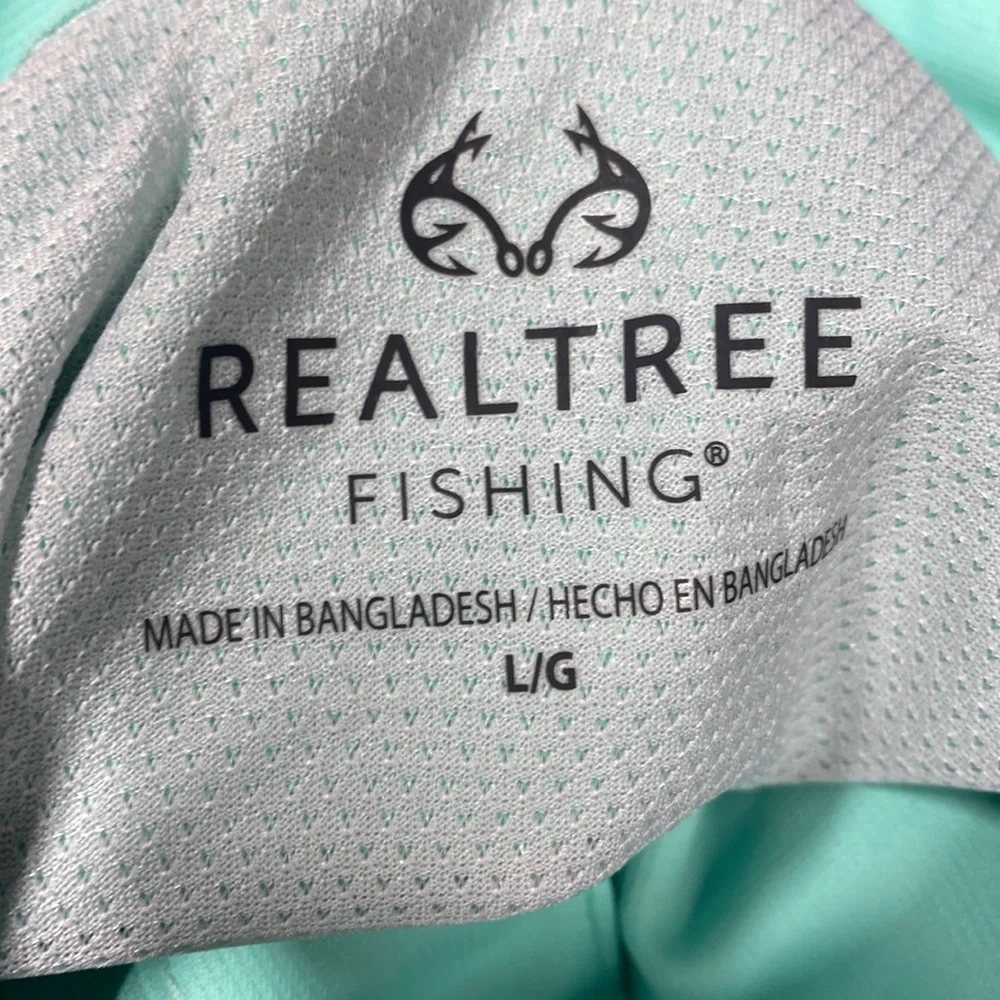 REALTREE
FISHING®
MADE IN BANGLADESH / HECHO EN BANGLADESH
L/G